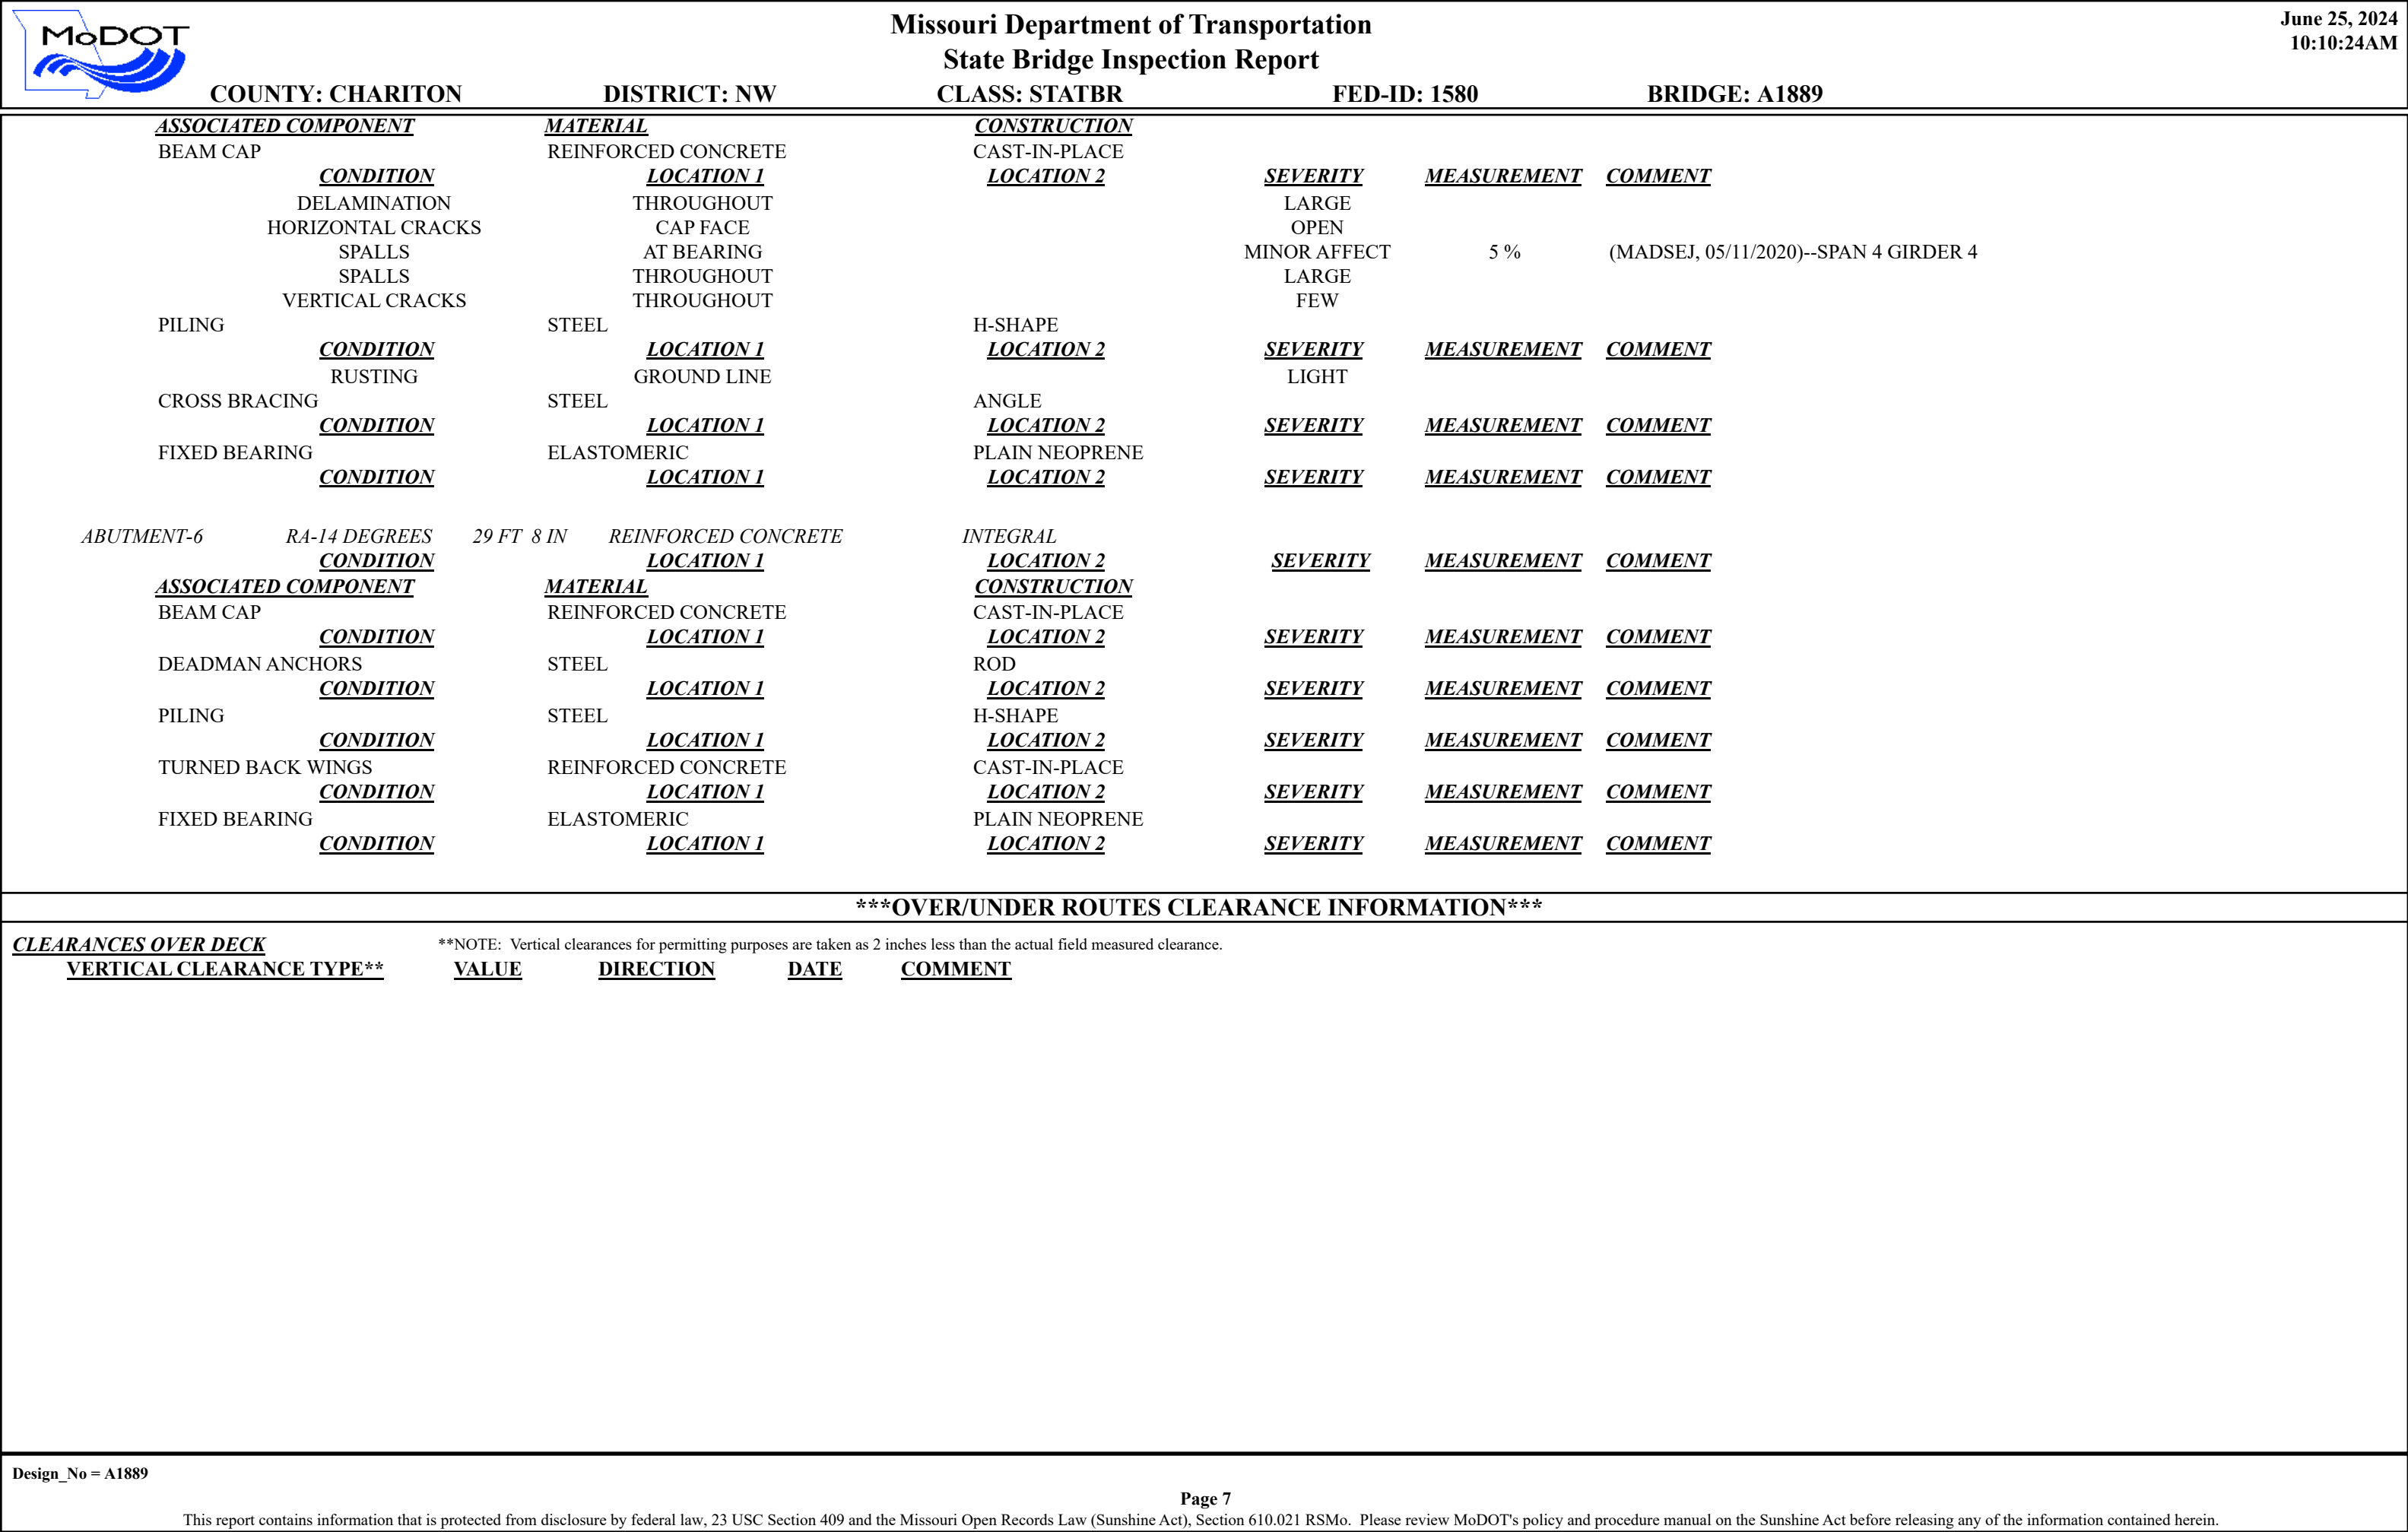 MoDOT
Missouri Department of Transportation
State Bridge Inspection Report
June 25, 2024
10:10:24AM
COUNTY: CHARITON DISTRICT: NW CLASS: STATBR FED-ID: 1580 BRIDGE: A1889
ASSOCIATED COMPONENT MATERIAL CONSTRUCTION
BEAM CAP REINFORCED CONCRETE CAST-IN-PLACE
CONDITION LOCATION 1 LOCATION 2 SEVERITY MEASUREMENT COMMENT
DELAMINATION THROUGHOUT LARGE
HORIZONTAL CRACKS CAP FACE OPEN
SPALLS AT BEARING MINOR AFFECT 5 % (MADSEJ, 05/11/2020)--SPAN 4 GIRDER 4
SPALLS THROUGHOUT LARGE
VERTICAL CRACKS THROUGHOUT FEW
PILING STEEL H-SHAPE
CONDITION LOCATION 1 LOCATION 2 SEVERITY MEASUREMENT COMMENT
RUSTING GROUND LINE LIGHT
CROSS BRACING STEEL ANGLE
CONDITION LOCATION 1 LOCATION 2 SEVERITY MEASUREMENT COMMENT
FIXED BEARING ELASTOMERIC PLAIN NEOPRENE
CONDITION LOCATION 1 LOCATION 2 SEVERITY MEASUREMENT COMMENT
ABUTMENT-6 RA-14 DEGREES 29 FT 8 IN REINFORCED CONCRETE INTEGRAL
CONDITION LOCATION 1 LOCATION 2 SEVERITY MEASUREMENT COMMENT
ASSOCIATED COMPONENT MATERIAL CONSTRUCTION
BEAM CAP REINFORCED CONCRETE CAST-IN-PLACE
CONDITION LOCATION 1 LOCATION 2 SEVERITY MEASUREMENT COMMENT
DEADMAN ANCHORS STEEL ROD
CONDITION LOCATION 1 LOCATION 2 SEVERITY MEASUREMENT COMMENT
PILING STEEL H-SHAPE
CONDITION LOCATION 1 LOCATION 2 SEVERITY MEASUREMENT COMMENT
TURNED BACK WINGS REINFORCED CONCRETE CAST-IN-PLACE
CONDITION LOCATION 1 LOCATION 2 SEVERITY MEASUREMENT COMMENT
FIXED BEARING ELASTOMERIC PLAIN NEOPRENE
CONDITION LOCATION 1 LOCATION 2 SEVERITY MEASUREMENT COMMENT
***OVER/UNDER ROUTES CLEARANCE INFORMATION***
CLEARANCES OVER DECK **NOTE: Vertical clearances for permitting purposes are taken as 2 inches less than the actual field measured clearance.
VERTICAL CLEARANCE TYPE** VALUE DIRECTION DATE COMMENT
Design_No = A1889
Page 7
This report contains information that is protected from disclosure by federal law, 23 USC Section 409 and the Missouri Open Records Law (Sunshine Act), Section 610.021 RSMo. Please review MoDOT's policy and procedure manual on the Sunshine Act before releasing any of the information contained herein.